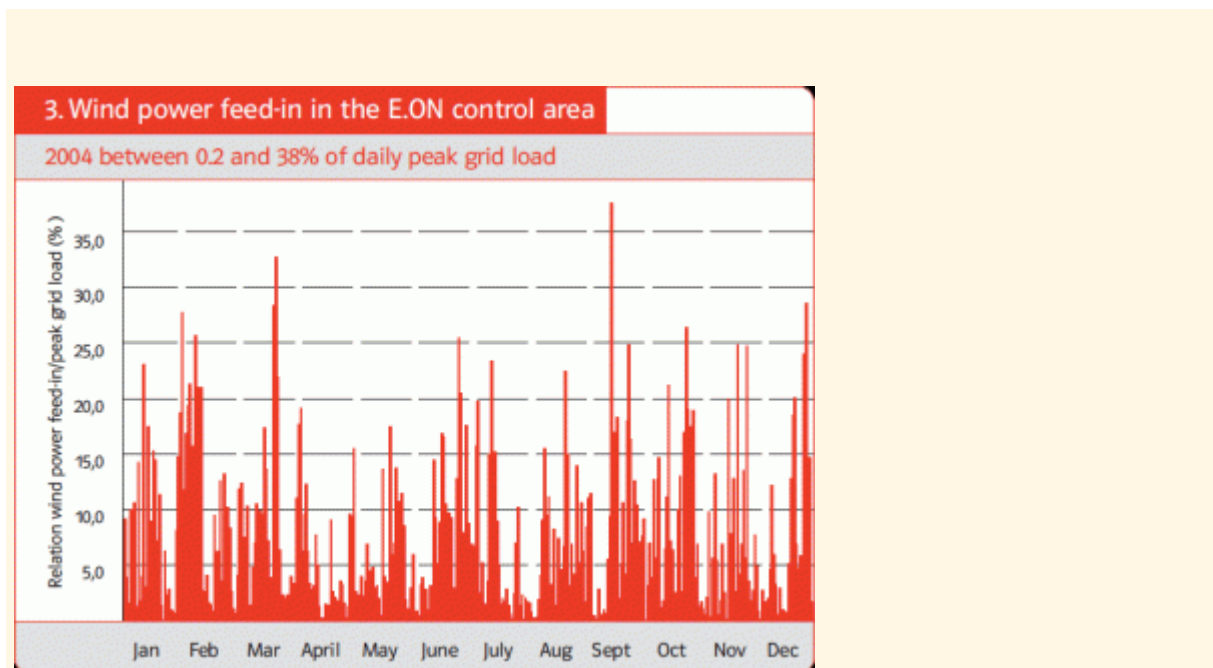 3. Wind power feed-in in the E.ON control area
2004 between 0.2 and 38% of daily peak grid load
Relation wind power feed-in/peak grid load (%)
35,0
30,0
25,0
20,0
15,0
10,0
5,0
Jan Feb Mar April May June July Aug Sept Oct Nov Dec